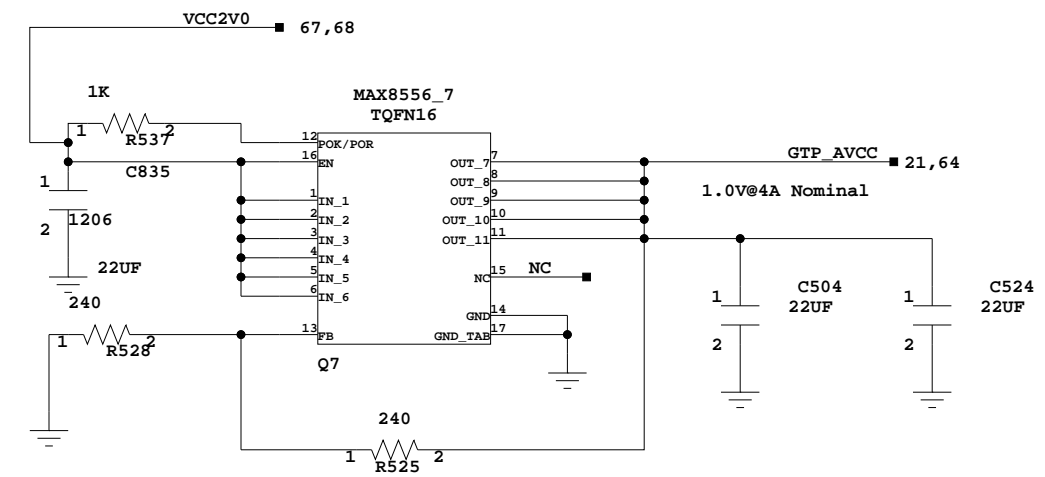 VCC2V0
67,68
1K
MAX8556_7
TQFN16
1
2
R537
12
POK/POR
16
EN
C835
7
OUT_7
GTP_AVCC
21,64
8
OUT_8
1
1
IN_1
9
OUT_9
1.0V@4A Nominal
2
1206
2
IN_2
10
OUT_10
3
IN_3
11
OUT_11
4
IN_4
22UF
5
IN_5
15
NC
NC
6
IN_6
C504
22UF
1
2
C524
22UF
1
2
240
1
2
R528
13
FB
14
GND
17
GND_TAB
Q7
240
1
2
R525